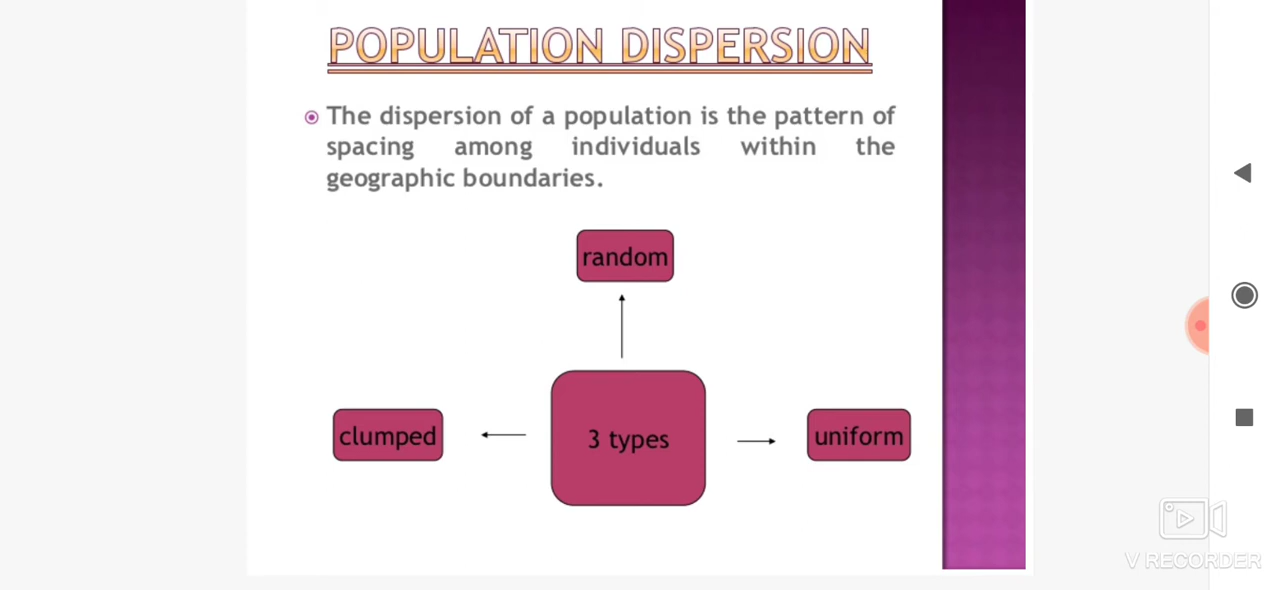 POPULATION DISPERSION
The dispersion of a population is the pattern of
spacing among individuals within the
geographic boundaries.
random
clumped
3 types
uniform
V RECORDER